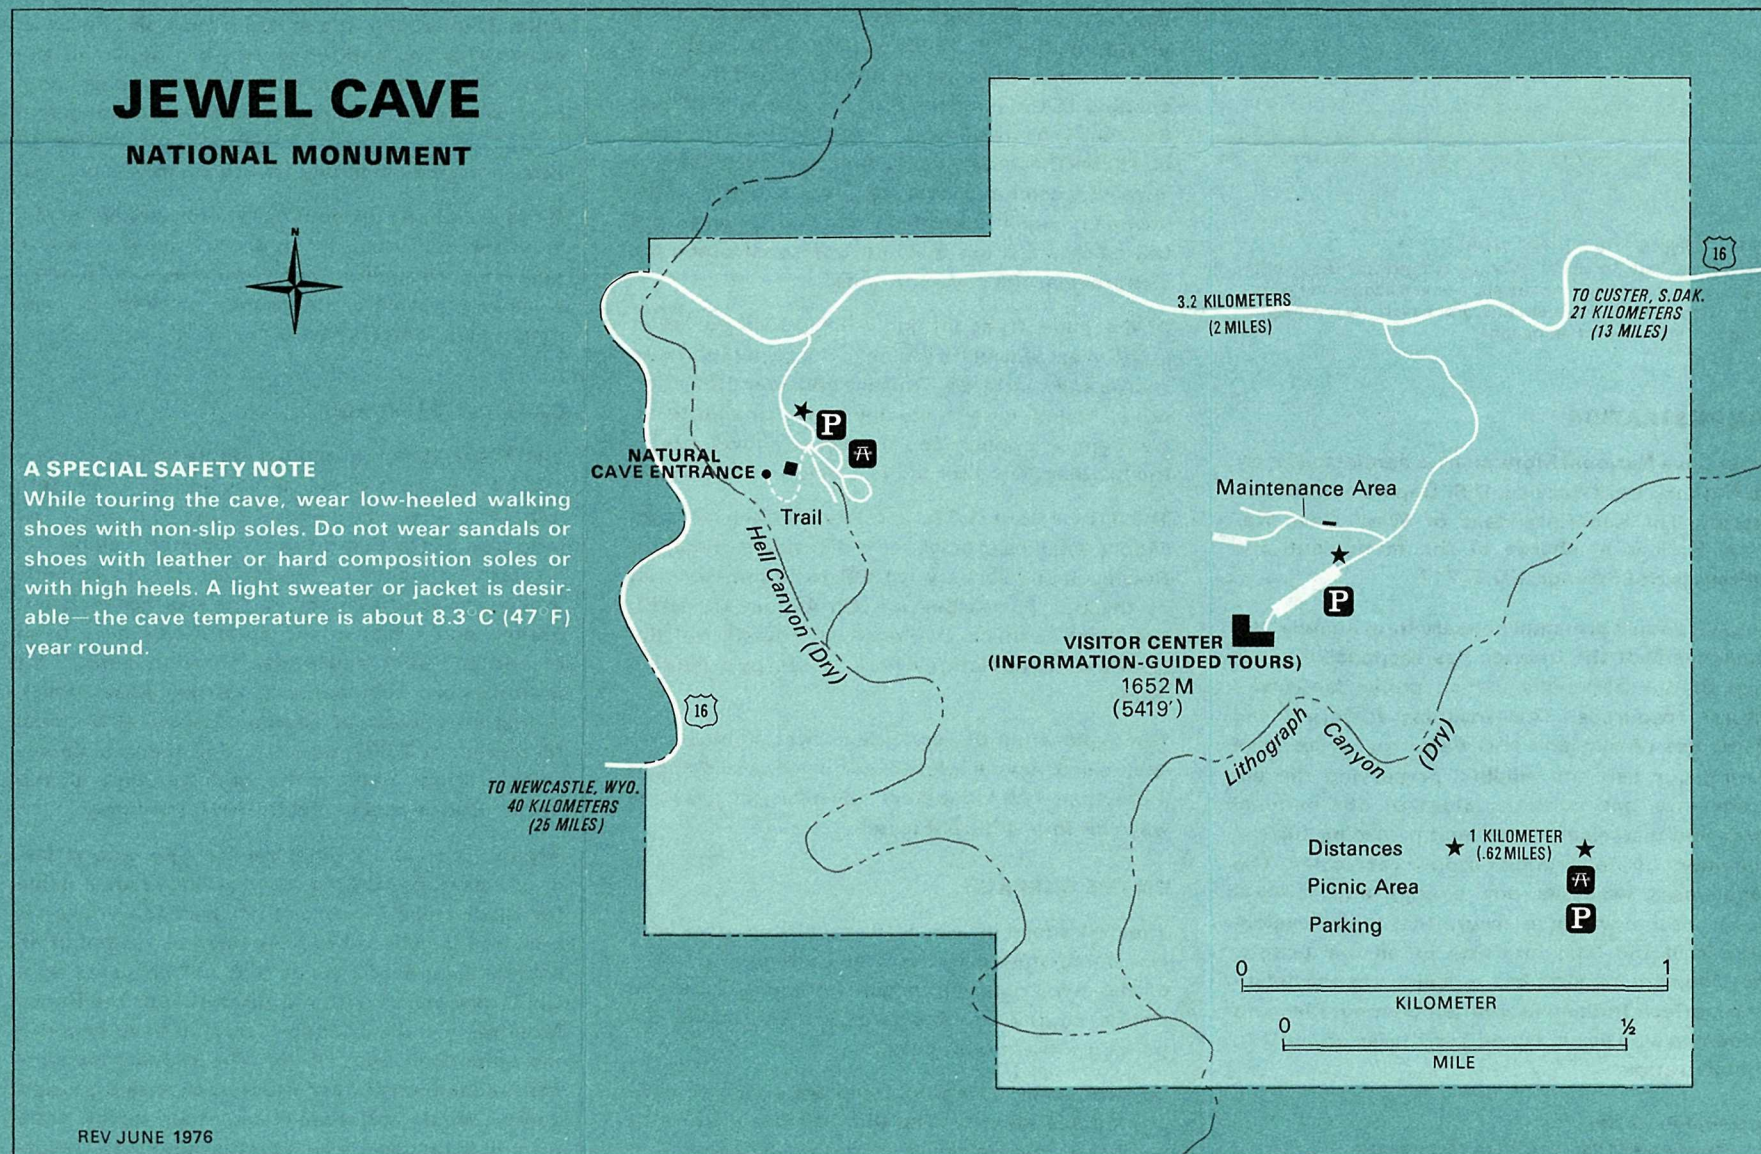 JEWEL CAVE
NATIONAL MONUMENT
N
A SPECIAL SAFETY NOTE
While touring the cave, wear low-heeled walking
shoes with non-slip soles. Do not wear sandals or
shoes with leather or hard composition soles or
with high heels. A light sweater or jacket is desir-
able—the cave temperature is about 8.3°C (47°F)
year round.
REV JUNE 1976
16
3.2 KILOMETERS
(2 MILES)
TO CUSTER, S.DAK.
21 KILOMETERS
(13 MILES)
P
NATURAL
CAVE ENTRANCE
Trail
Hell Canyon (Dry)
Maintenance Area
P
VISITOR CENTER
(INFORMATION-GUIDED TOURS)
1652 M
(5419')
16
TO NEWCASTLE, WYO.
40 KILOMETERS
(25 MILES)
Lithograph Canyon (Dry)
Distances
1 KILOMETER
(.62 MILES)
Picnic Area
Parking
P
0 1
KILOMETER
0 ½
MILE